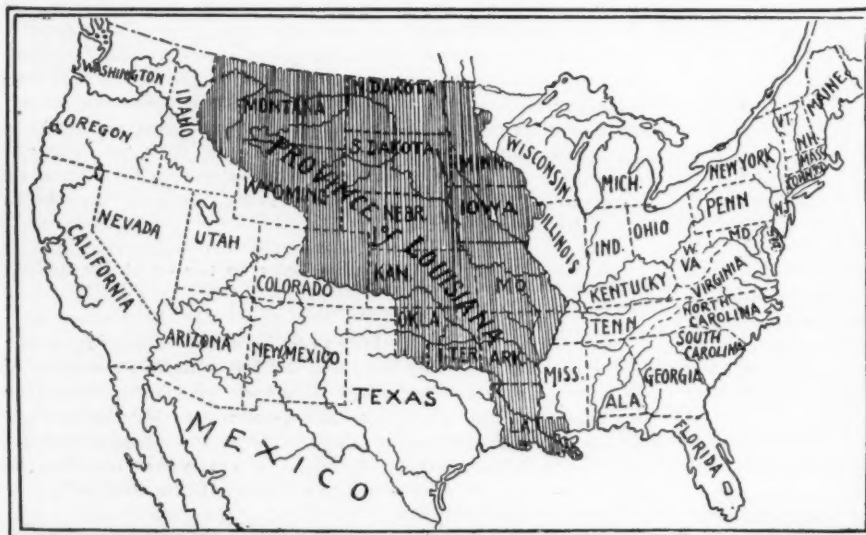 WASHINGTON
OREGON
IDAHO
MONTANA
N.DAKOTA
S.DAKOTA
MINN.
WYOMING
NEBR.
IOWA
PROVINCE of LOUISIANA
NEVADA
UTAH
CALIFORNIA
COLORADO
KAN.
MO.
ARIZONA
NEW MEXICO
OKLA.
I.TER.
ARK.
TEXAS
LA.
MEXICO
WISCONSIN
MICH.
ILLINOIS
IND.
OHIO
KENTUCKY
TENN
MISS.
ALA
GEORGIA
FLORIDA
SOUTH
CAROLINA
NORTH
CAROLINA
VIRGINIA
W.
VA
MD.
PENN
N.J.
NEW YORK
CONN.
MASS
N.H.
VT.
MAINE